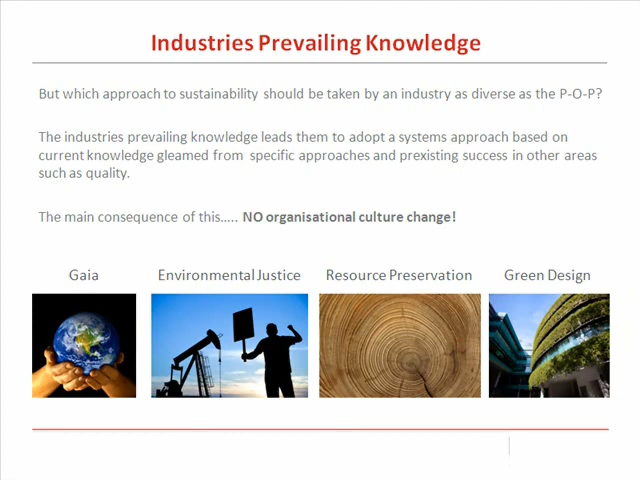 Industries Prevailing Knowledge
But which approach to sustainability should be taken by an industry as diverse as the P-O-P?
The industries prevailing knowledge leads them to adopt a systems approach based on
current knowledge gleamed from specific approaches and prexisting success in other areas
such as quality.
The main consequence of this….. NO organisational culture change!
Gaia Environmental Justice Resource Preservation Green Design